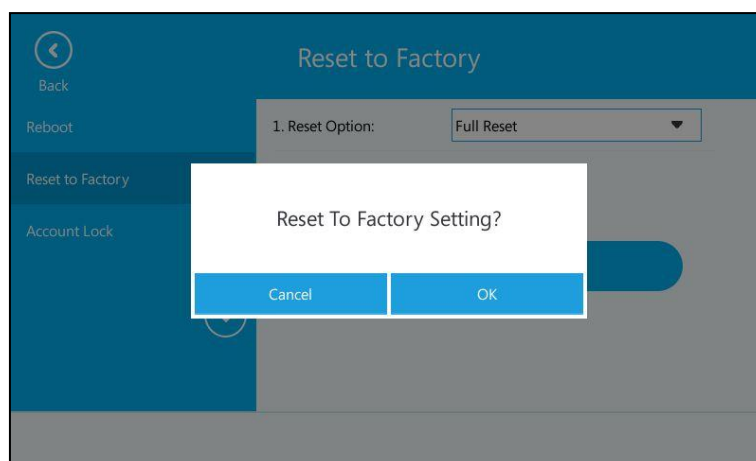 Reset to Factory
Back
Reboot
1. Reset Option:
Full Reset
Reset to Factory
Account Lock
Reset To Factory Setting?
Cancel
OK